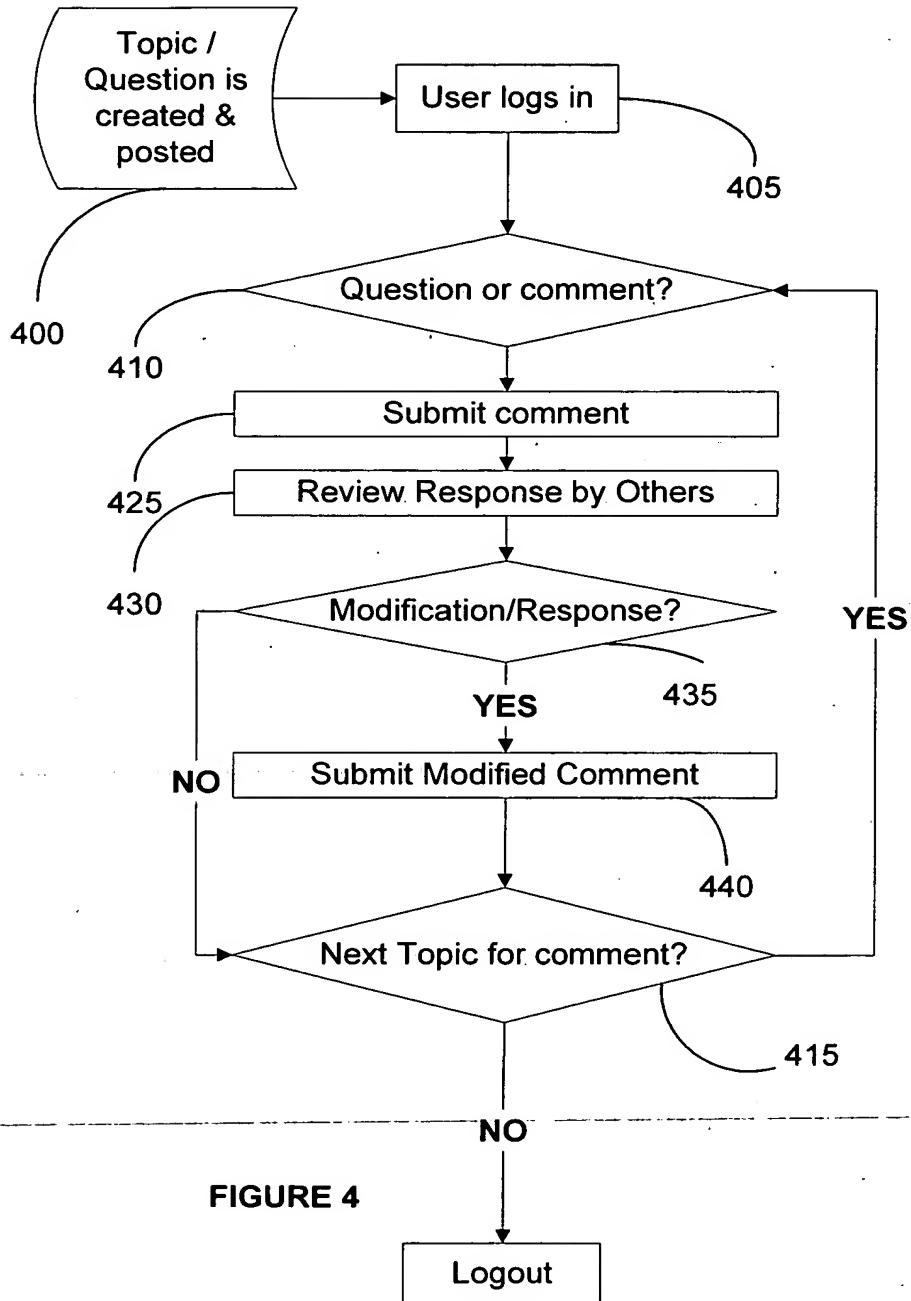 Topic /
Question is
created &
posted
User logs in
405
Question or comment?
400
410
Submit comment
425
Review Response by Others
430
Modification/Response?
YES
435
YES
NO
Submit Modified Comment
440
Next Topic for comment?
415
NO
FIGURE 4
Logout